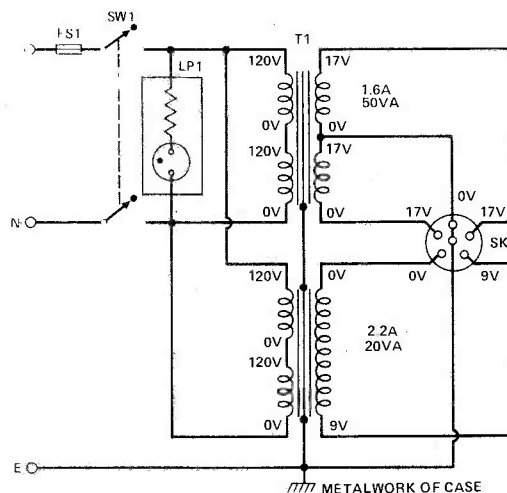 SW1
FS1
T1
LP1
120V
17V
1.6A
50VA
0V
0V
120V
17V
0V
N
0V
0V
17V
17V
SK
120V
0V
0V
9V
2.2A
20VA
0V
120V
0V
9V
E
METALWORK OF CASE